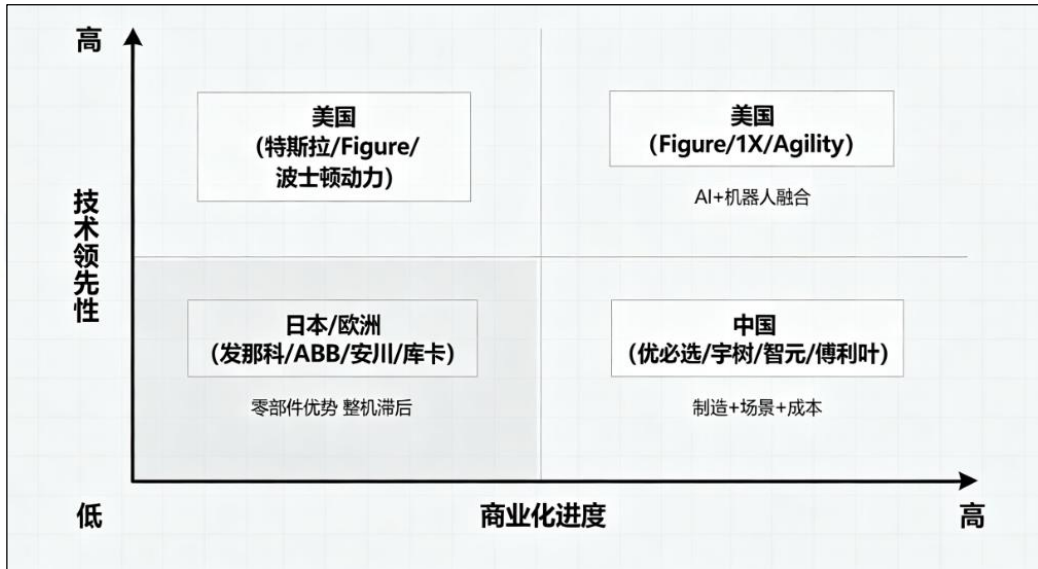 高
美国
（特斯拉/Figure/
波士顿动力）
美国
（Figure/1X/Agility）
AI+机器人融合
技术领先性
日本/欧洲
（发那科/ABB/安川/库卡）
零部件优势 整机滞后
中国
（优必选/宇树/智元/傅利叶）
制造+场景+成本
低
商业化进度
高